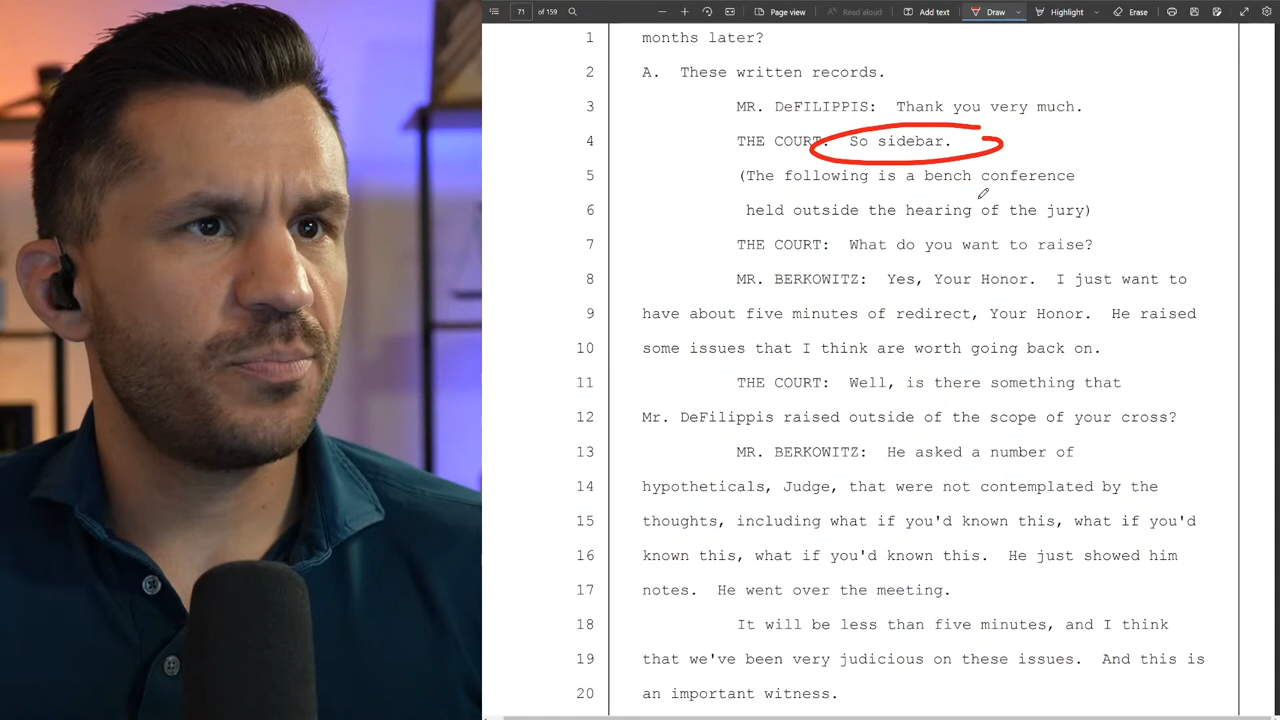 71 of 159 Page view Read aloud Add text Draw Highlight Erase
1 months later?
2 A. These written records.
3 MR. DeFILIPPIS: Thank you very much.
4 THE COURT: So sidebar.
5 (The following is a bench conference
6 held outside the hearing of the jury)
7 THE COURT: What do you want to raise?
8 MR. BERKOWITZ: Yes, Your Honor. I just want to
9 have about five minutes of redirect, Your Honor. He raised
10 some issues that I think are worth going back on.
11 THE COURT: Well, is there something that
12 Mr. DeFilippis raised outside of the scope of your cross?
13 MR. BERKOWITZ: He asked a number of
14 hypotheticals, Judge, that were not contemplated by the
15 thoughts, including what if you'd known this, what if you'd
16 known this, what if you'd known this. He just showed him
17 notes. He went over the meeting.
18 It will be less than five minutes, and I think
19 that we've been very judicious on these issues. And this is
20 an important witness.